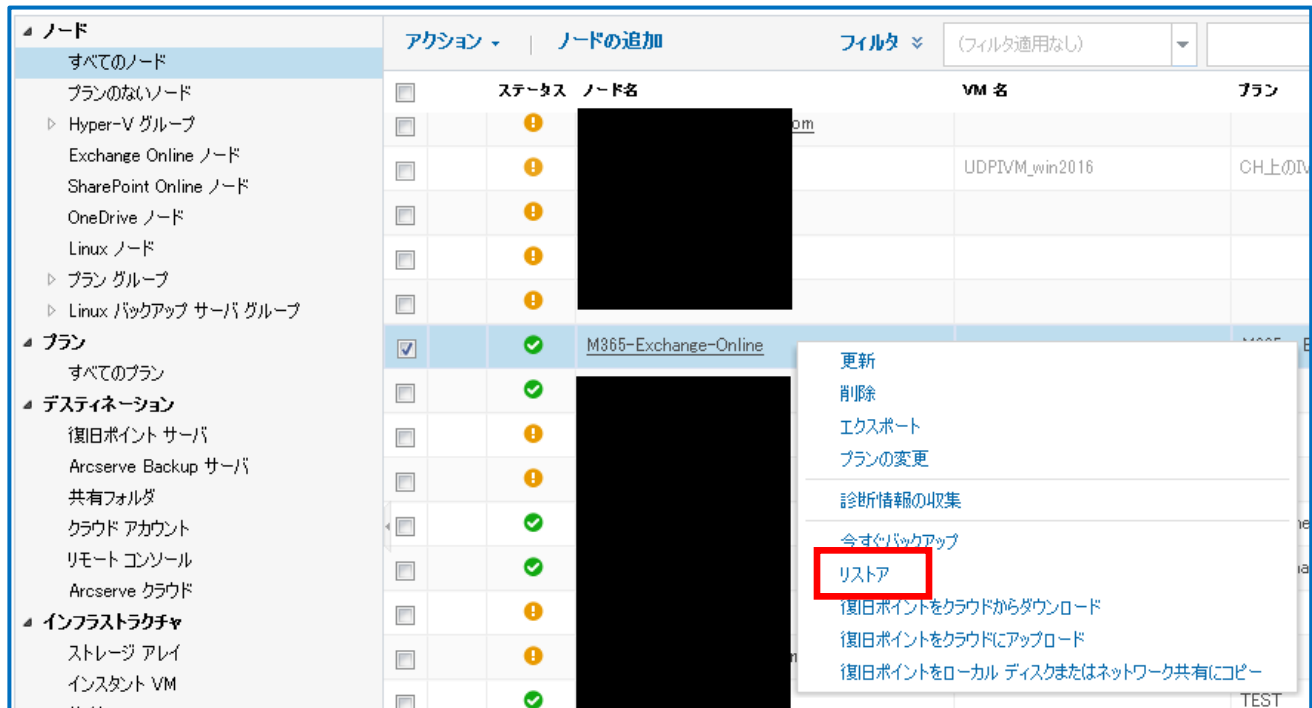 ノード
すべてのノード
プランのないノード
Hyper-V グループ
Exchange Online ノード
SharePoint Online ノード
OneDrive ノード
Linux ノード
プラン グループ
Linux バックアップ サーバ グループ
プラン
すべてのプラン
デスティネーション
復旧ポイント サーバ
Arcserve Backup サーバ
共有フォルダ
クラウド アカウント
リモート コンソール
Arcserve クラウド
インフラストラクチャ
ストレージ アレイ
インスタント VM
アクション | ノードの追加 フィルタ (フィルタ適用なし)
ステータス ノード名 VM 名 プラン
om
UDPIVM_win2016 CH上のIV
M365-Exchange-Online
更新
削除
エクスポート
プランの変更
診断情報の収集
今すぐバックアップ
リストア
復旧ポイントをクラウドからダウンロード
復旧ポイントをクラウドにアップロード
復旧ポイントをローカル ディスクまたはネットワーク共有にコピー
TEST